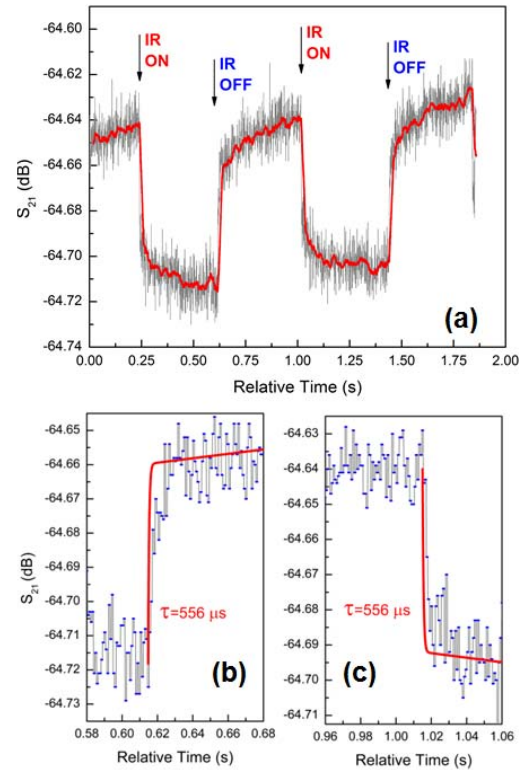 IR
ON
IR
OFF
IR
ON
IR
OFF
-64.60
-64.62
-64.64
-64.66
-64.68
-64.70
-64.72
-64.74
S21 (dB)
(a)
0.00 0.25 0.50 0.75 1.00 1.25 1.50 1.75 2.00
Relative Time (s)
-64.65
-64.66
-64.67
-64.68
-64.69
-64.70
-64.71
-64.72
-64.73
S21 (dB)
τ=556 μs
(b)
0.58 0.60 0.62 0.64 0.66 0.68
Relative Time (s)
-64.63
-64.64
-64.65
-64.66
-64.67
-64.68
-64.69
-64.70
-64.71
τ=556 μs
(c)
0.96 0.98 1.00 1.02 1.04 1.06
Relative Time (s)